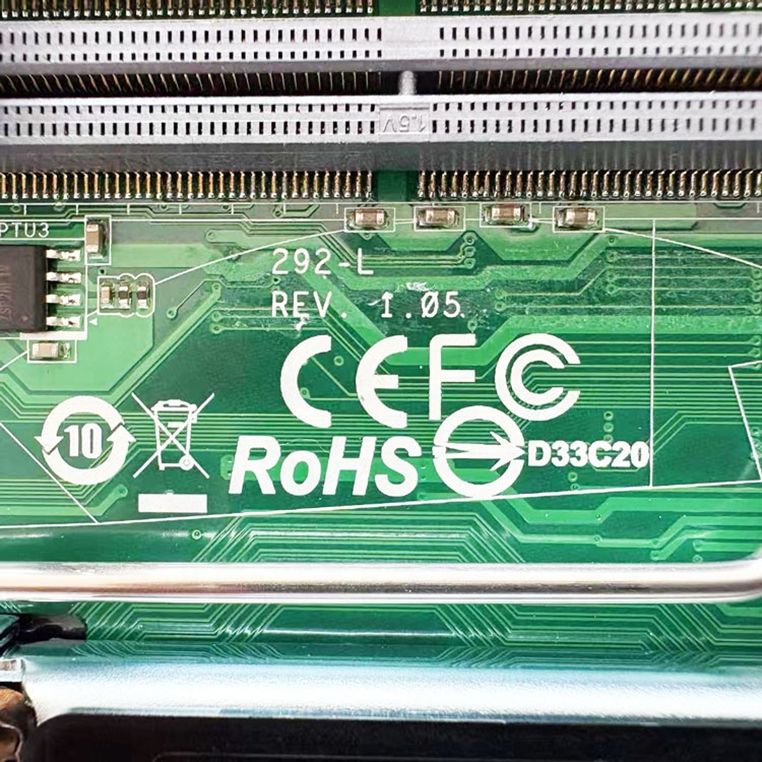 1.5V
PTU3
292-L
REV. 1.05
CE FC
10
RoHS
D33C20